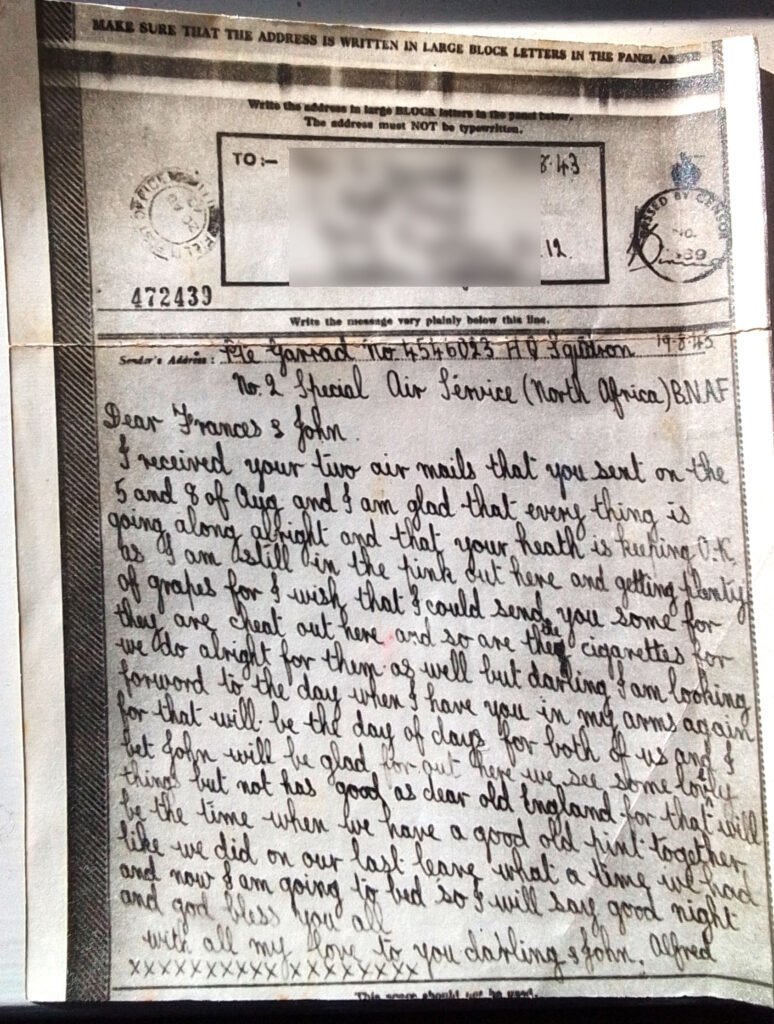 MAKE SURE THAT THE ADDRESS IS WRITTEN IN LARGE BLOCK LETTERS IN THE PANEL ABOVE
Write the address in large BLOCK letters in the panel below.
The address must NOT be typewritten.
TO :—
8.43
12.
PASSED BY CENSOR
NO.
472439
Write the message very plainly below this line.
Sender's Address : Pte Garrad No. 4546023 H Q Squdron 19-8-43
No. 2 Special Air Service (North Africa) B.N.A.F
Dear Frances & John
I received your two air mails that you sent on the
5 and 8 of Aug and I am glad that every thing is
going along alright and that your heath is keeping O.K.
as I am still in the pink out here and getting plenty
of grapes for I wish that I could send you some for
they are cheat out here and so are the cigarettes for
we do alright for them as well but darling I am looking
forword to the day when I have you in my arms again
for that will be the day of days for both of us and I
bet John will be glad for out here we see some lovly
things but not has good as dear old England for that will
be the time when we have a good old pint together
like we did on our last leave what a time we had
and now I am going to bed so I will say good night
and god bless you all
with all my love to you darling & John. Alfred
x x x x x x x x x x x x x x x x x
This space should not be used.